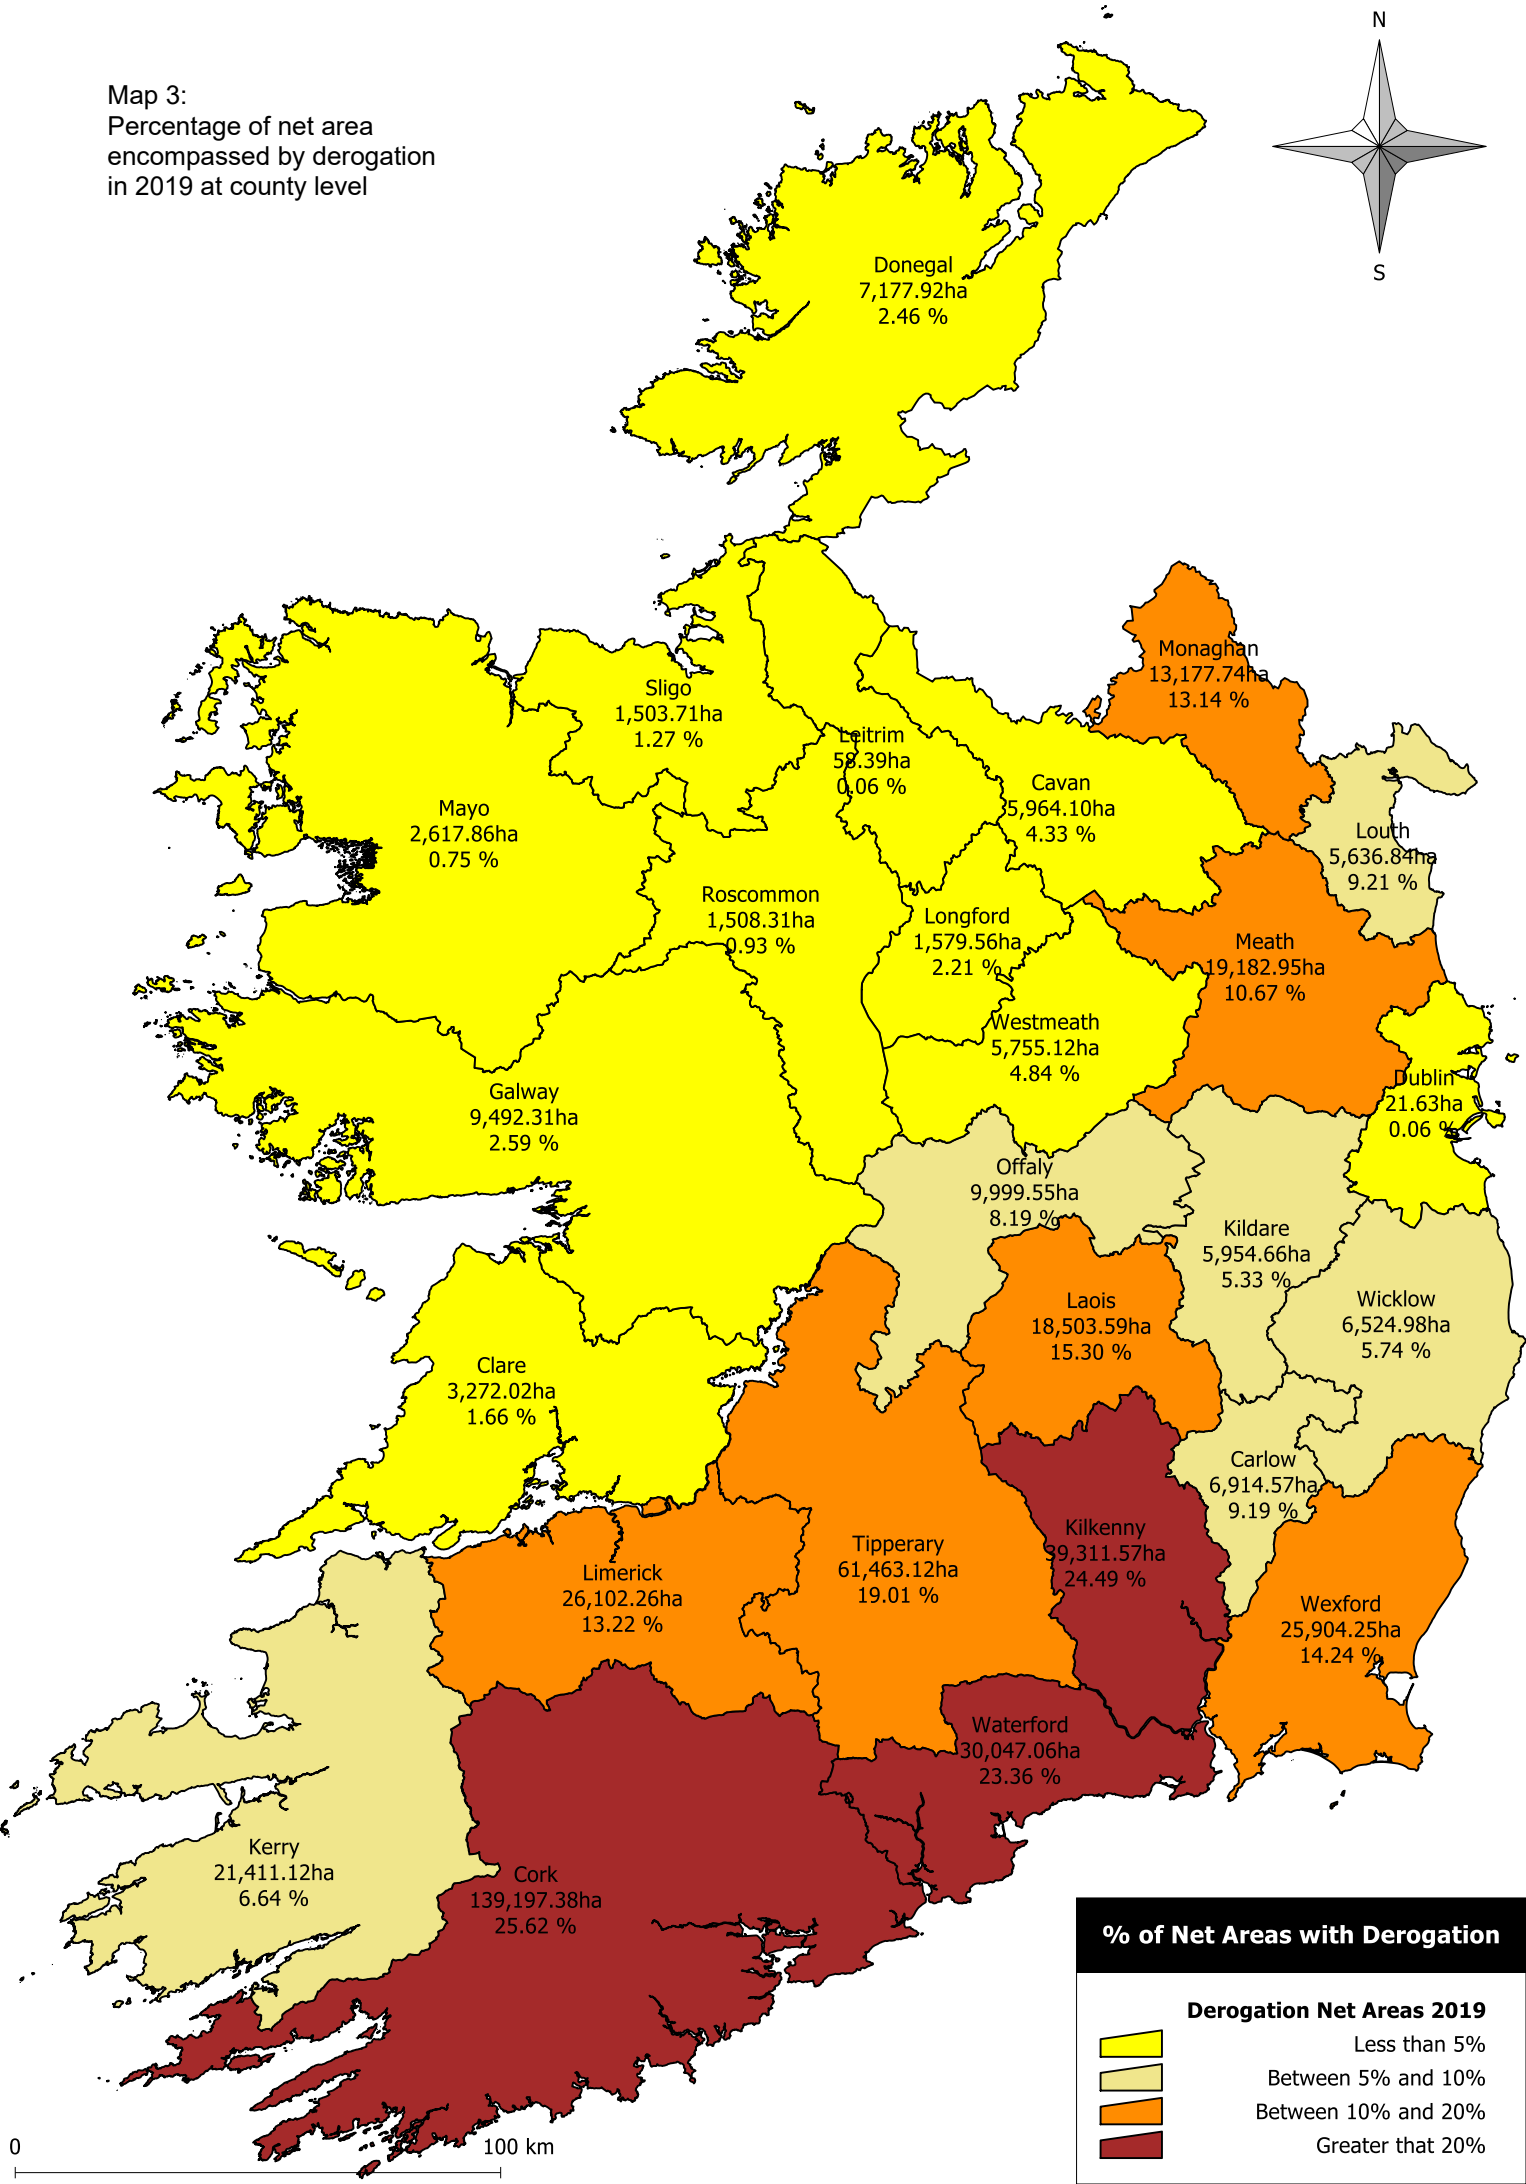 Map 3:
Percentage of net area
encompassed by derogation
in 2019 at county level
N
S
Donegal
7,177.92ha
2.46 %
Monaghan
13,177.74ha
13.14 %
Sligo
1,503.71ha
1.27 %
Leitrim
58.39ha
0.06 %
Cavan
5,964.10ha
4.33 %
Mayo
2,617.86ha
0.75 %
Louth
5,636.84ha
9.21 %
Roscommon
1,508.31ha
0.93 %
Longford
1,579.56ha
2.21 %
Meath
19,182.95ha
10.67 %
Westmeath
5,755.12ha
4.84 %
Galway
9,492.31ha
2.59 %
Dublin
21.63ha
0.06 %
Offaly
9,999.55ha
8.19 %
Kildare
5,954.66ha
5.33 %
Laois
18,503.59ha
15.30 %
Wicklow
6,524.98ha
5.74 %
Clare
3,272.02ha
1.66 %
Carlow
6,914.57ha
9.19 %
Kilkenny
39,311.57ha
24.49 %
Tipperary
61,463.12ha
19.01 %
Limerick
26,102.26ha
13.22 %
Wexford
25,904.25ha
14.24 %
Waterford
30,047.06ha
23.36 %
Kerry
21,411.12ha
6.64 %
Cork
139,197.38ha
25.62 %
% of Net Areas with Derogation
Derogation Net Areas 2019
Less than 5%
Between 5% and 10%
Between 10% and 20%
Greater that 20%
0
100 km